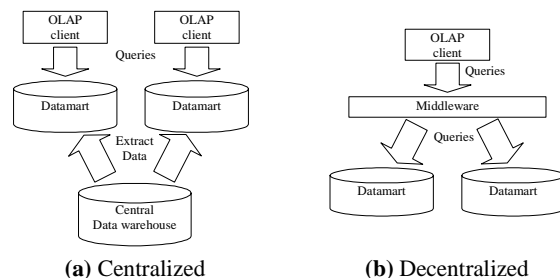 OLAP
client
OLAP
client
Queries
Datamart
Datamart
Extract
Data
Central
Data warehouse
(a) Centralized
OLAP
client
Queries
Middleware
Queries
Datamart
Datamart
(b) Decentralized